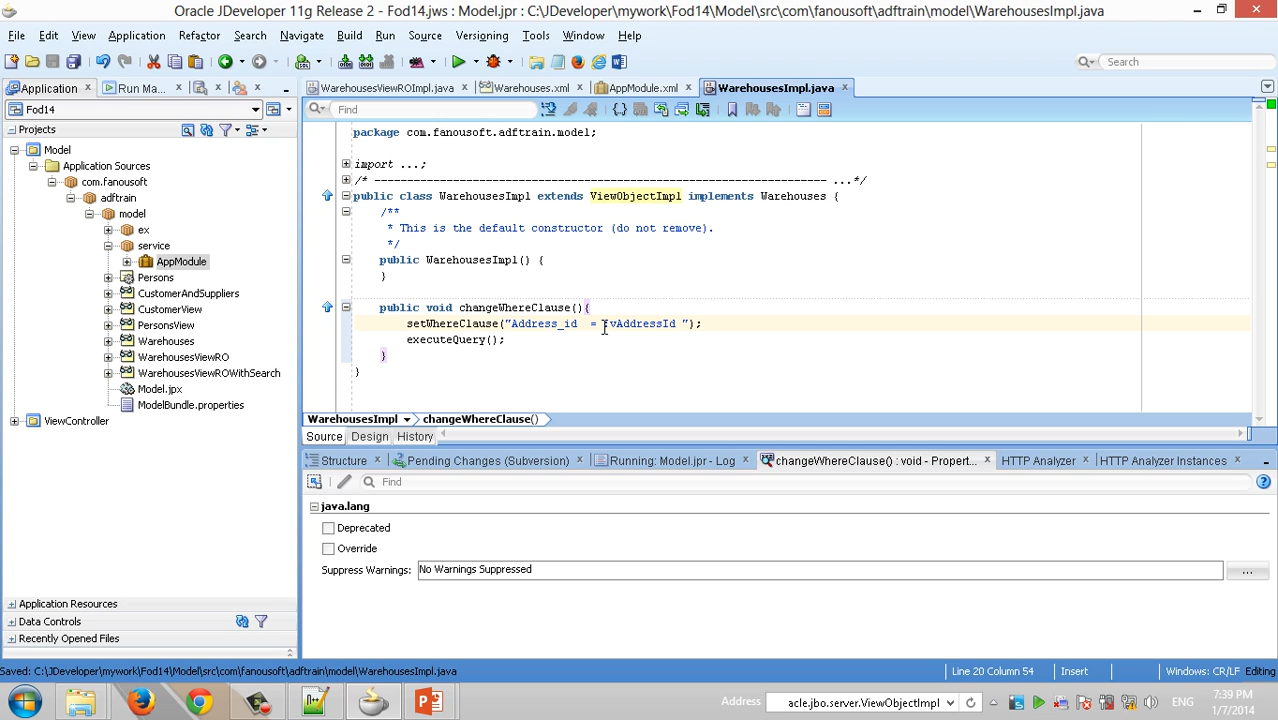 Oracle JDeveloper 11g Release 2 - Fod14.jws : Model.jpr : C:\JDeveloper\mywork\Fod14\Model\src\com\fanousoft\adftrain\model\WarehousesImpl.java
File Edit View Application Refactor Search Navigate Build Run Source Versioning Tools Window Help
Search
Application Run Ma...
WarehousesViewROImpl.java Warehouses.xml AppModule.xml WarehousesImpl.java
Fod14
Find
Projects
Model
Application Sources
com.fanousoft
adftrain
model
ex
service
AppModule
Persons
CustomerAndSuppliers
CustomerView
PersonsView
Warehouses
WarehousesViewRO
WarehousesViewROWithSearch
Model.jpx
ModelBundle.properties
ViewController
Application Resources
Data Controls
Recently Opened Files
package com.fanousoft.adftrain.model;
import ...;
/* --------------------------------------------------------------------- ...*/
public class WarehousesImpl extends ViewObjectImpl implements Warehouses {
/**
* This is the default constructor (do not remove).
*/
public WarehousesImpl() {
}
public void changeWhereClause(){
setWhereClause("Address_id = :vAddressId ");
executeQuery();
}
}
WarehousesImpl changeWhereClause()
Source Design History
Structure Pending Changes (Subversion) Running: Model.jpr - Log changeWhereClause() : void - Propert... HTTP Analyzer HTTP Analyzer Instances
Find
java.lang
Deprecated
Override
Suppress Warnings: No Warnings Suppressed ...
Saved: C:\JDeveloper\mywork\Fod14\Model\src\com\fanousoft\adftrain\model\WarehousesImpl.java
Line 20 Column 54 Insert Windows: CR/LF Editing
Address acle.jbo.server.ViewObjectImpl ENG 7:39 PM
1/7/2014